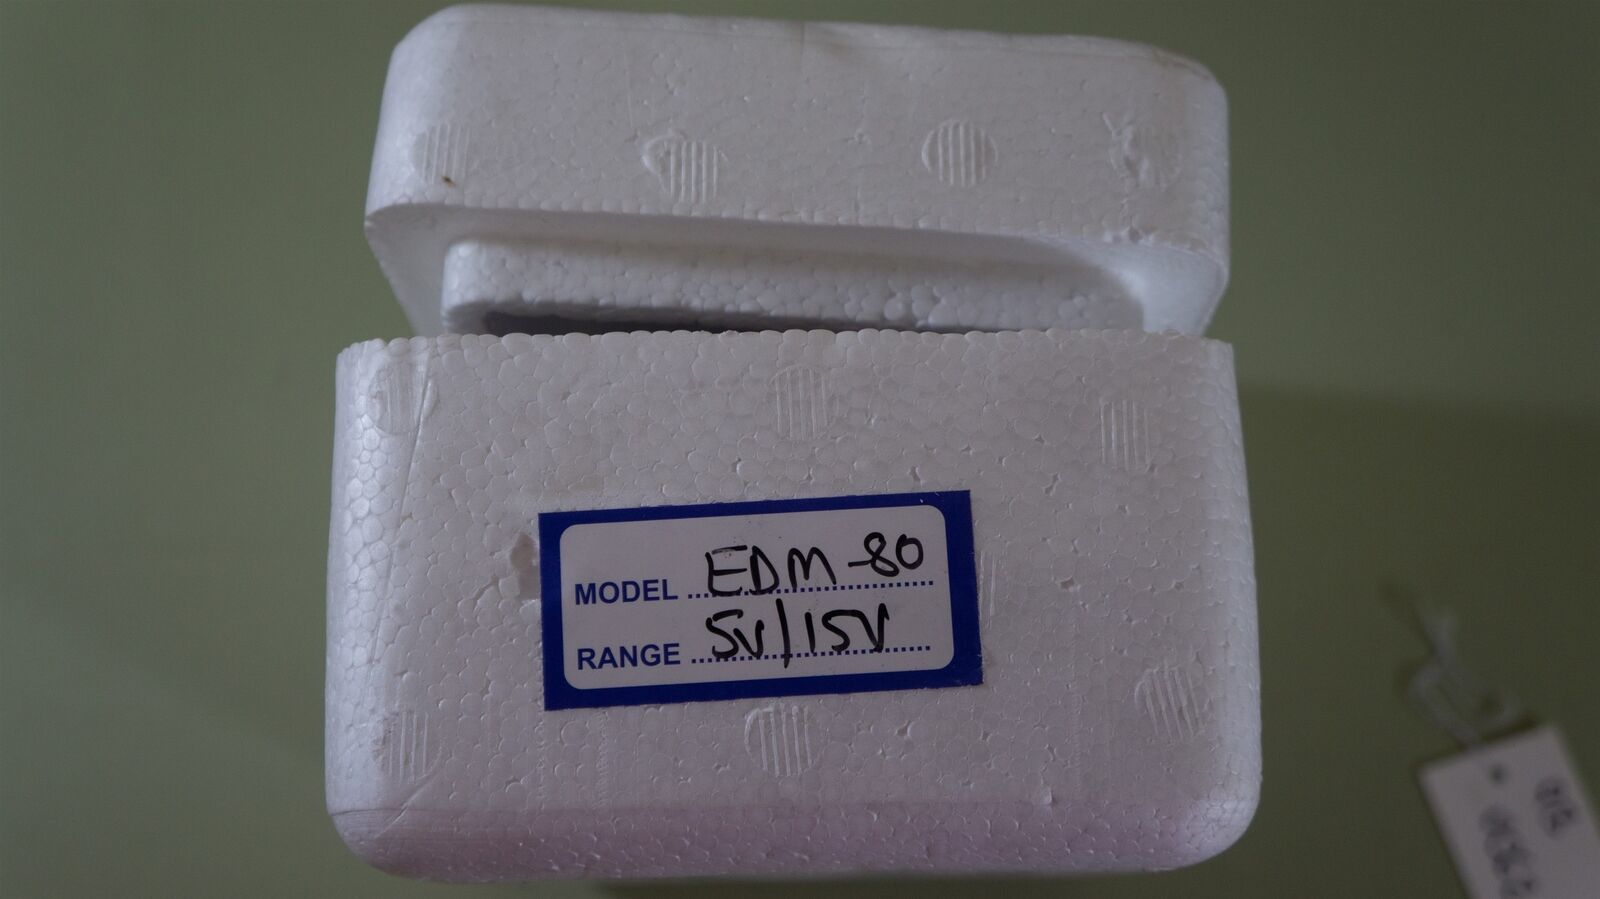 MODEL EDM-80
RANGE 5V/15V